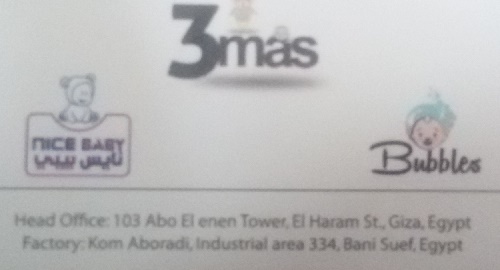 3mas
NICE BABY
نايس بيبي
Bubbles
Head Office: 103 Abo El enen Tower, El Haram St., Giza, Egypt
Factory: Kom Aboradi, Industrial area 334, Bani Suef, Egypt